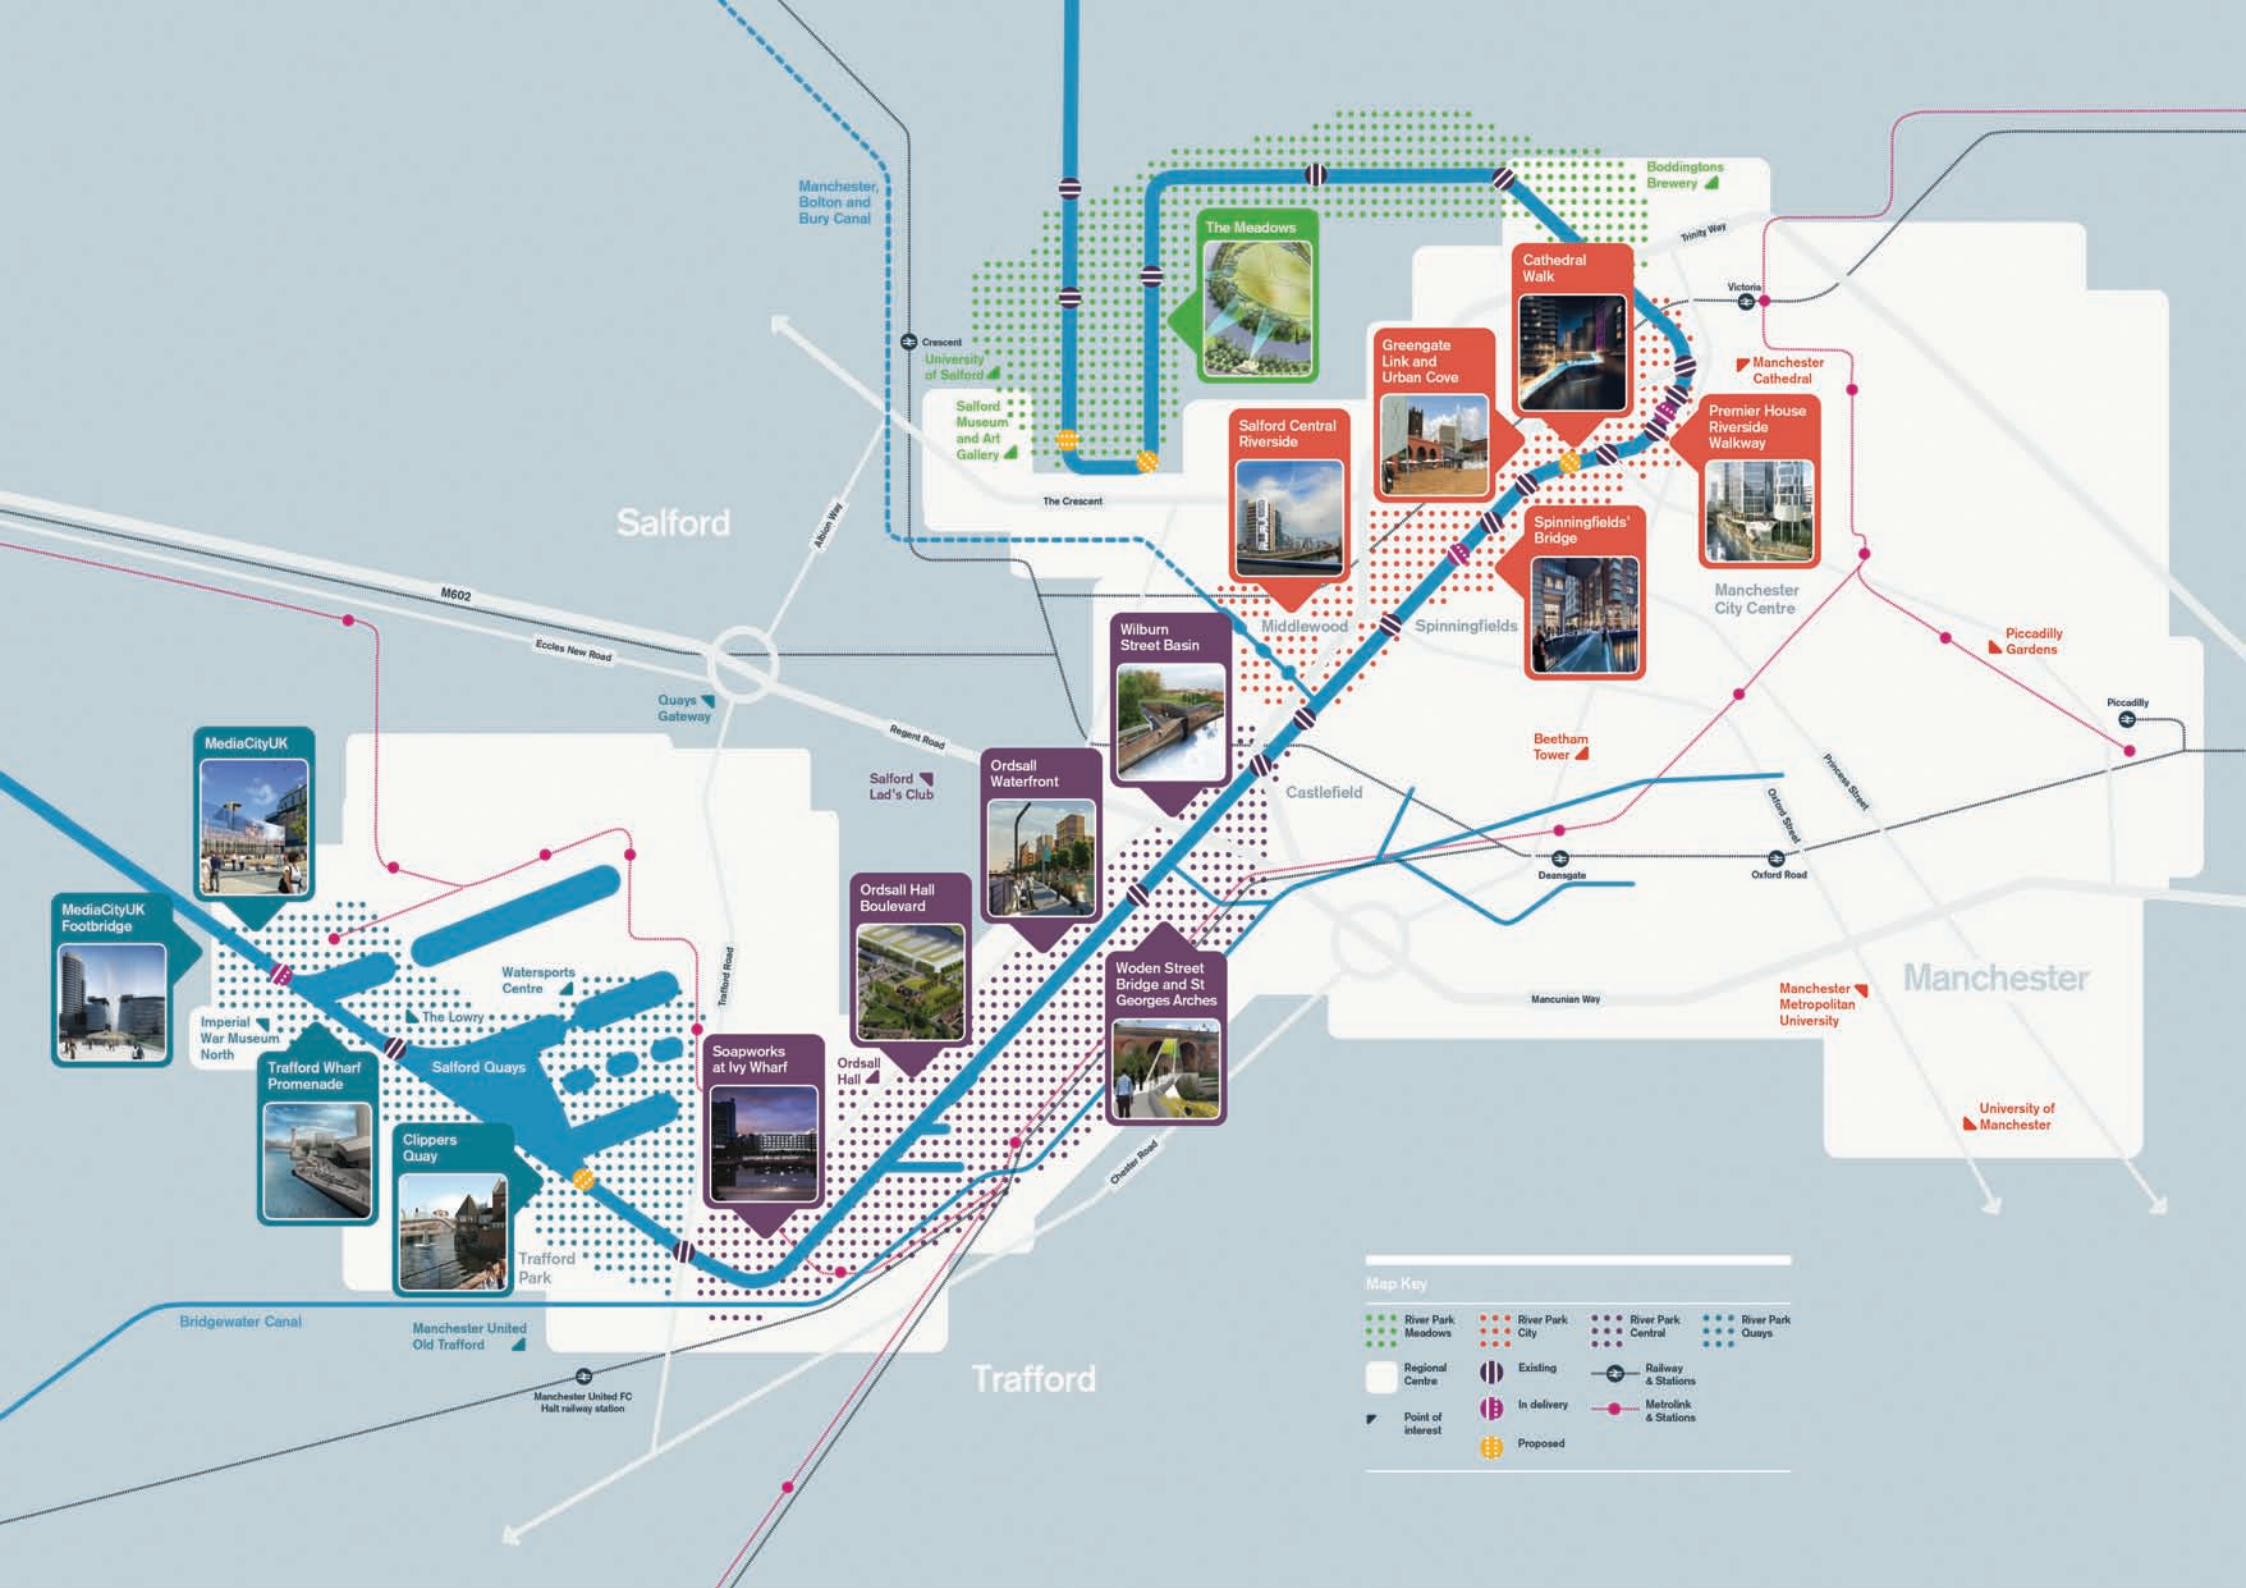 Manchester,
Bolton and
Bury Canal
Boddingtons
Brewery
The Meadows
Trinity Way
Cathedral
Walk
Victoria
Crescent
University
of Salford
Greengate
Link and
Urban Cove
Manchester
Cathedral
Salford
Museum
and Art
Gallery
Salford Central
Riverside
Premier House
Riverside
Walkway
The Crescent
Salford
Albion Way
Spinningfields'
Bridge
M602
Eccles New Road
Manchester
City Centre
Wilburn
Street Basin
Middlewood
Spinningfields
Piccadilly
Gardens
Quays
Gateway
Regent Road
Piccadilly
MediaCityUK
Salford
Lad's Club
Ordsall
Waterfront
Beetham
Tower
Castlefield
Princess Street
Oxford Street
Deansgate
Oxford Road
Ordsall Hall
Boulevard
MediaCityUK
Footbridge
Watersports
Centre
Trafford Road
Woden Street
Bridge and St
Georges Arches
Mancunian Way
Manchester
Manchester
Metropolitan
University
Imperial
War Museum
North
The Lowry
Salford Quays
Trafford Wharf
Promenade
Soapworks
at Ivy Wharf
Ordsall
Hall
Clippers
Quay
Chester Road
University of
Manchester
Trafford
Park
Bridgewater Canal
Manchester United
Old Trafford
Trafford
Manchester United FC
Halt railway station
Map Key
River Park
Meadows
River Park
City
River Park
Central
River Park
Quays
Regional
Centre
Existing
Railway
& Stations
Point of
interest
In delivery
Metrolink
& Stations
Proposed